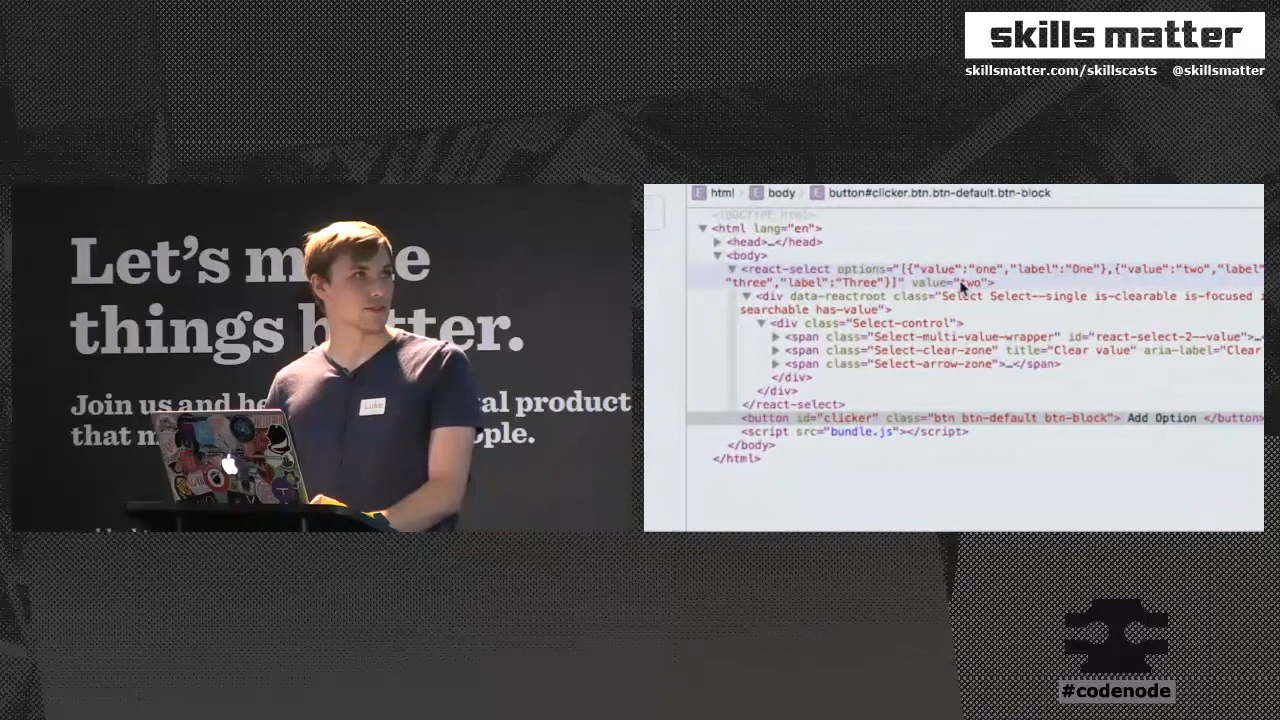 skills matter
skillsmatter.com/skillscasts @skillsmatter
Let's make
things better.
Join us and he al product
that m ople.
Luke
html body button#clicker.btn.btn-default.btn-block
<!DOCTYPE html>
<html lang="en">
<head>…</head>
<body>
<react-select options="[{"value":"one","label":"One"},{"value":"two","label"
"three","label":"Three"}]" value="two">
<div data-reactroot class="Select Select--single is-clearable is-focused i
searchable has-value">
<div class="Select-control">
<span class="Select-multi-value-wrapper" id="react-select-2--value">…
<span class="Select-clear-zone" title="Clear value" aria-label="Clear
<span class="Select-arrow-zone">…</span>
</div>
</div>
</react-select>
<button id="clicker" class="btn btn-default btn-block"> Add Option </button>
<script src="bundle.js"></script>
</body>
</html>
#codenode